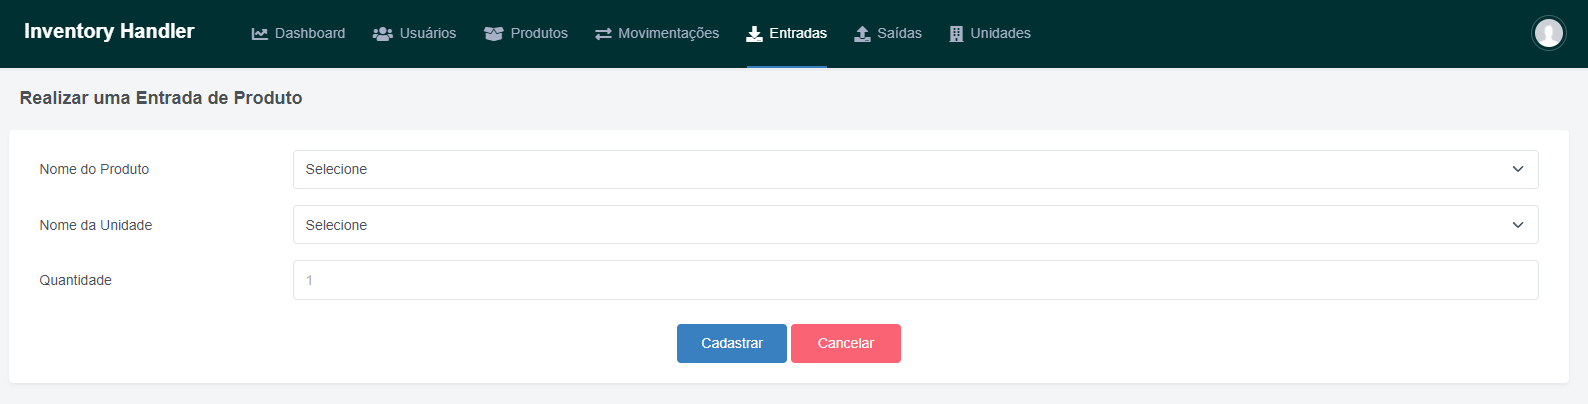 Inventory Handler Dashboard Usuários Produtos Movimentações Entradas Saídas Unidades
Realizar uma Entrada de Produto
Nome do Produto Selecione
Nome da Unidade Selecione
Quantidade 1
Cadastrar Cancelar